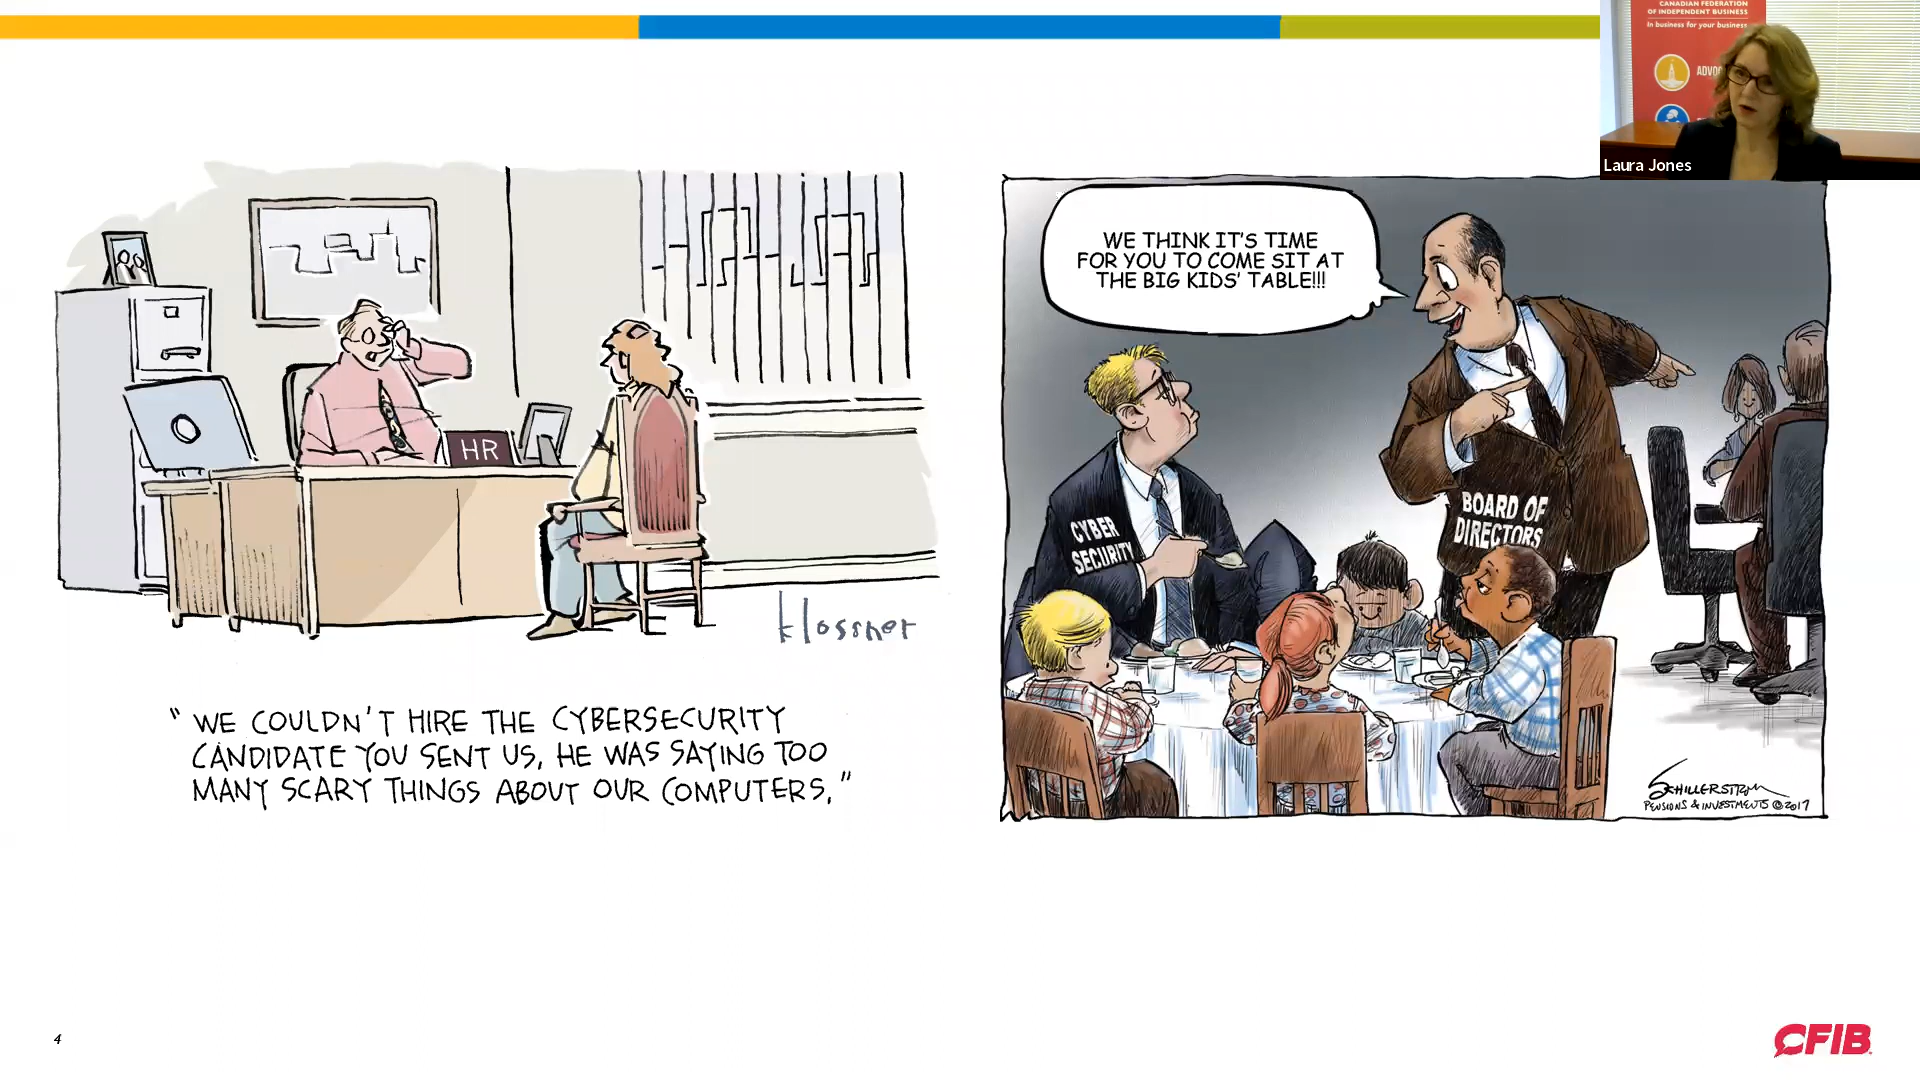 CANADIAN FEDERATION
OF INDEPENDENT BUSINESS
In business for your business
ADVO
Laura Jones
HR
klossner
"WE COULDN'T HIRE THE CYBERSECURITY
CANDIDATE YOU SENT US, HE WAS SAYING TOO
MANY SCARY THINGS ABOUT OUR COMPUTERS."
WE THINK IT'S TIME
FOR YOU TO COME SIT AT
THE BIG KIDS' TABLE!!!
CYBER
SECURITY
BOARD OF
DIRECTORS
SCHILLERSTROM
PENSIONS & INVESTMENTS © 2017
4
CFIB